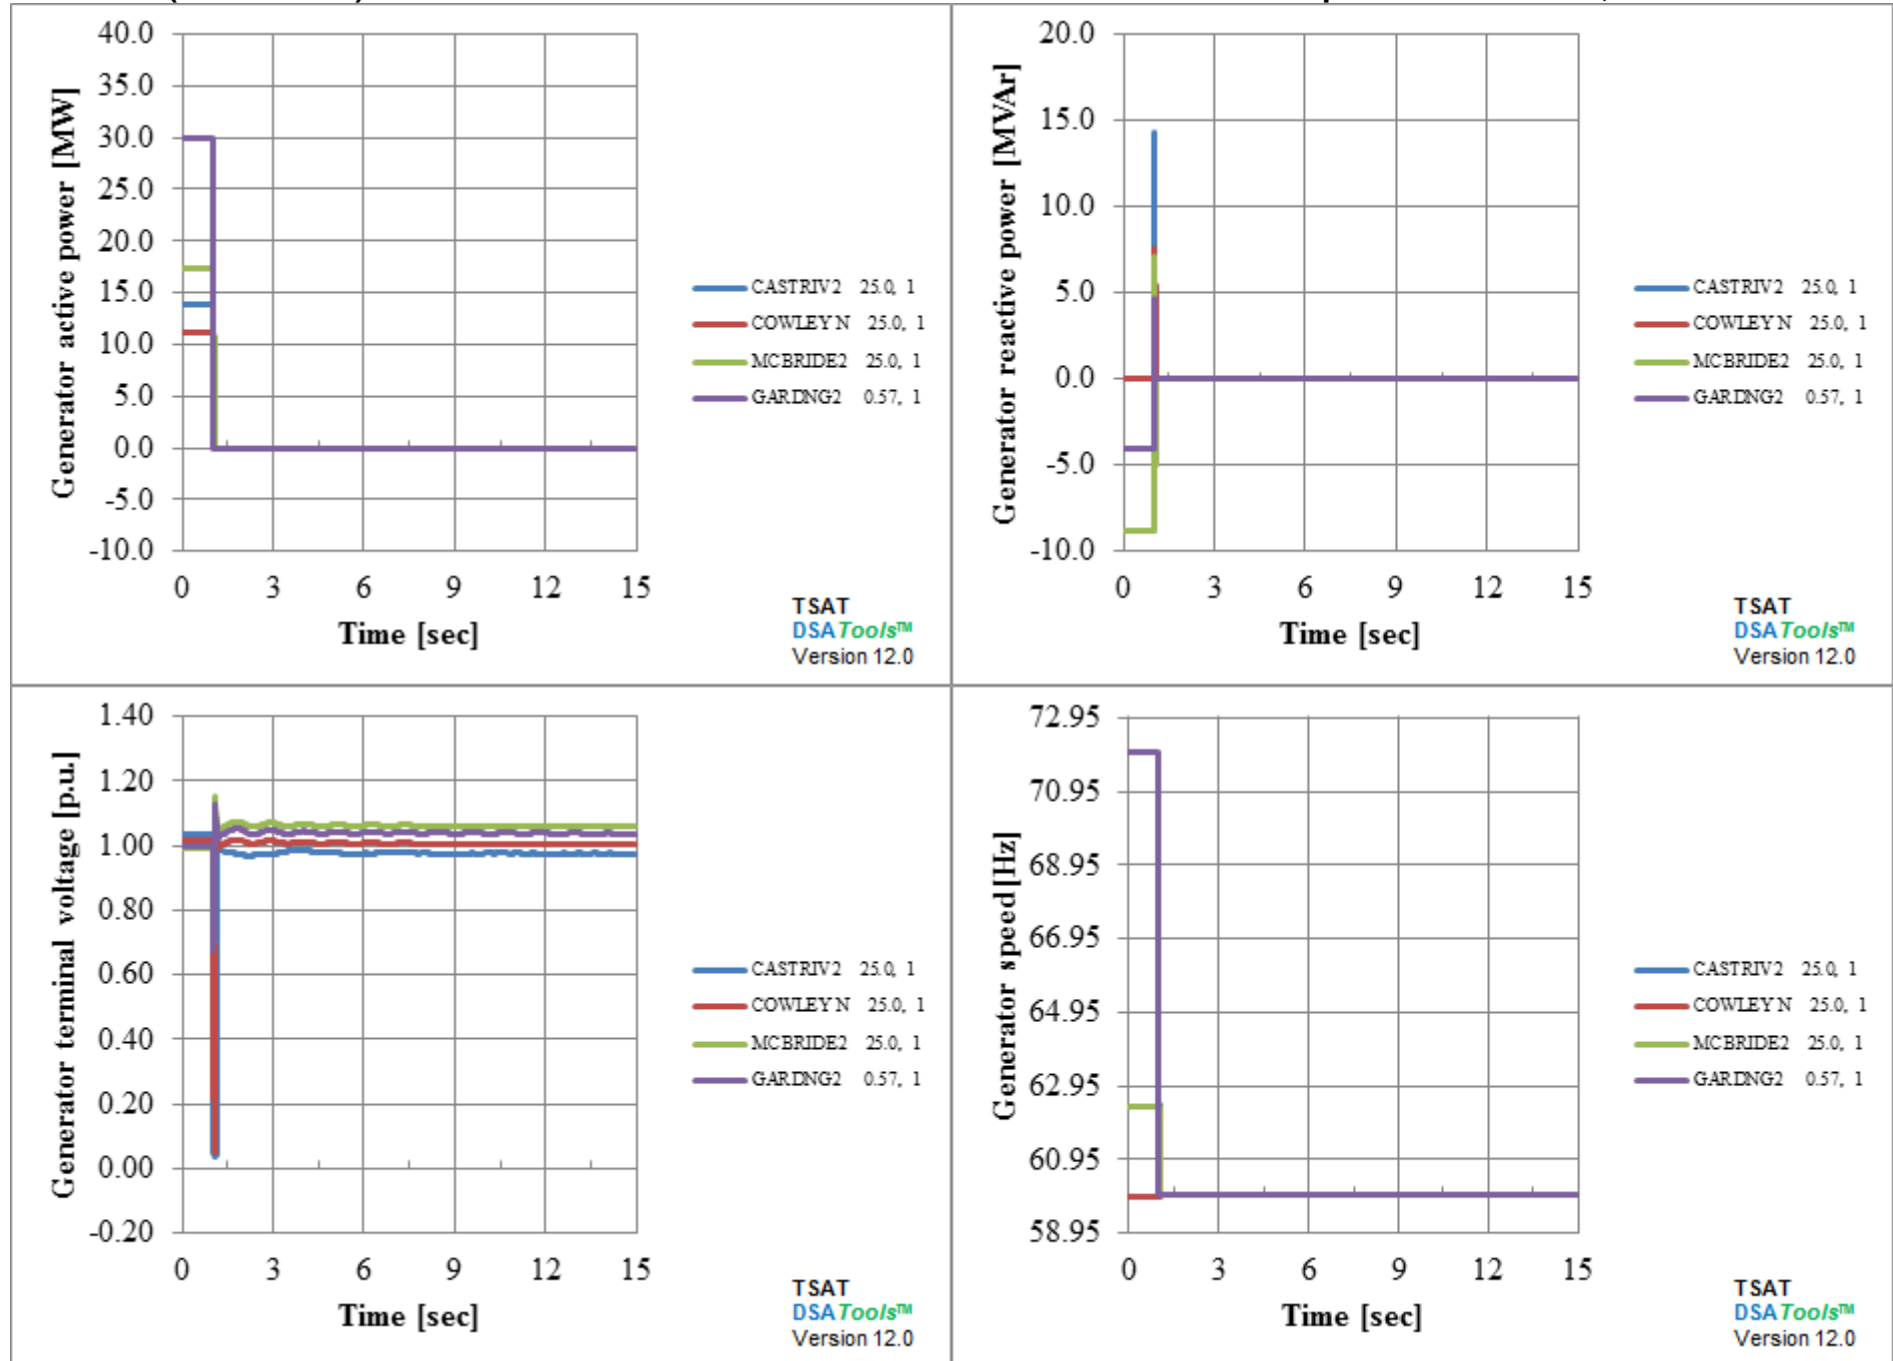 Generator active power [MW]
40.0
35.0
30.0
25.0
20.0
15.0
10.0
5.0
0.0
-5.0
-10.0
0 3 6 9 12 15
Time [sec]
CASTRIV2 25.0, 1
COWLEY N 25.0, 1
MCBRIDE2 25.0, 1
GARDNG2 0.57, 1
TSAT
DSATools™
Version 12.0
Generator reactive power [MVAr]
20.0
15.0
10.0
5.0
0.0
-5.0
-10.0
0 3 6 9 12 15
Time [sec]
CASTRIV2 25.0, 1
COWLEY N 25.0, 1
MCBRIDE2 25.0, 1
GARDNG2 0.57, 1
TSAT
DSATools™
Version 12.0
Generator terminal voltage [p.u.]
1.40
1.20
1.00
0.80
0.60
0.40
0.20
0.00
-0.20
0 3 6 9 12 15
Time [sec]
CASTRIV2 25.0, 1
COWLEY N 25.0, 1
MCBRIDE2 25.0, 1
GARDNG2 0.57, 1
TSAT
DSATools™
Version 12.0
Generator speed[Hz]
72.95
70.95
68.95
66.95
64.95
62.95
60.95
58.95
0 3 6 9 12 15
Time [sec]
CASTRIV2 25.0, 1
COWLEY N 25.0, 1
MCBRIDE2 25.0, 1
GARDNG2 0.57, 1
TSAT
DSATools™
Version 12.0